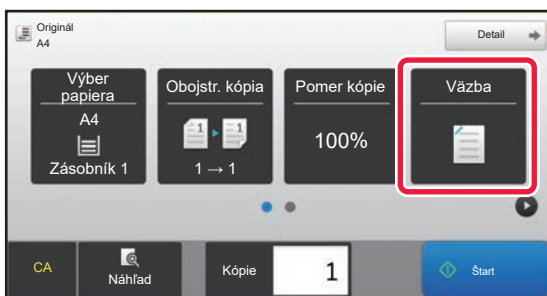 Originál
A4
Detail
Výber
papiera
A4
Zásobník 1
Obojstr. kópia
1 → 1
Pomer kópie
100%
Väzba
CA
Náhľad
Kópie
1
Štart